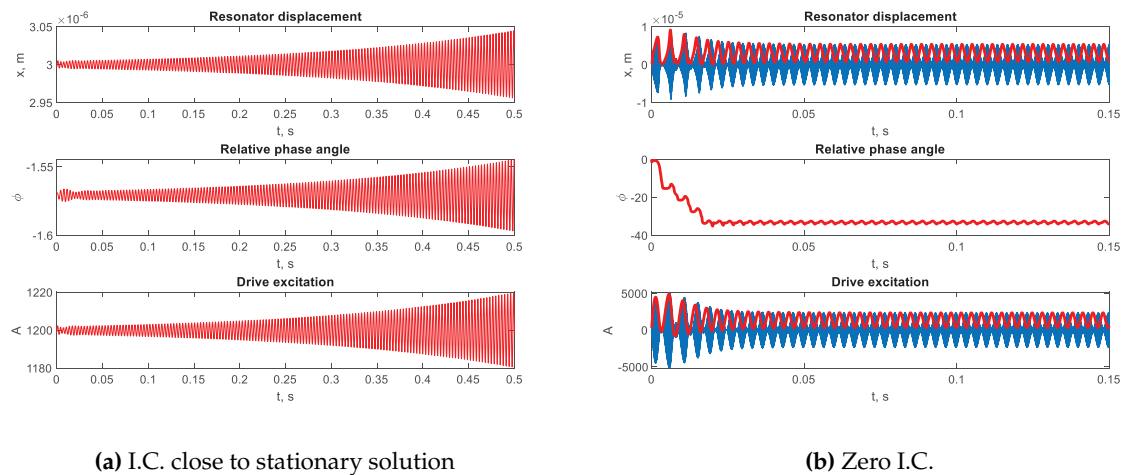 Resonator displacement
×10⁻⁶
3.05
3
2.95
x, m
0 0.05 0.1 0.15 0.2 0.25 0.3 0.35 0.4 0.45 0.5
t, s
Relative phase angle
-1.55
-1.6
ϕ
0 0.05 0.1 0.15 0.2 0.25 0.3 0.35 0.4 0.45 0.5
t, s
Drive excitation
1220
1200
1180
A
0 0.05 0.1 0.15 0.2 0.25 0.3 0.35 0.4 0.45 0.5
t, s
(a) I.C. close to stationary solution
Resonator displacement
×10⁻⁵
1
0
-1
x, m
0 0.05 0.1 0.15
t, s
Relative phase angle
0
-20
-40
ϕ
0 0.05 0.1 0.15
t, s
Drive excitation
5000
0
-5000
A
0 0.05 0.1 0.15
t, s
(b) Zero I.C.